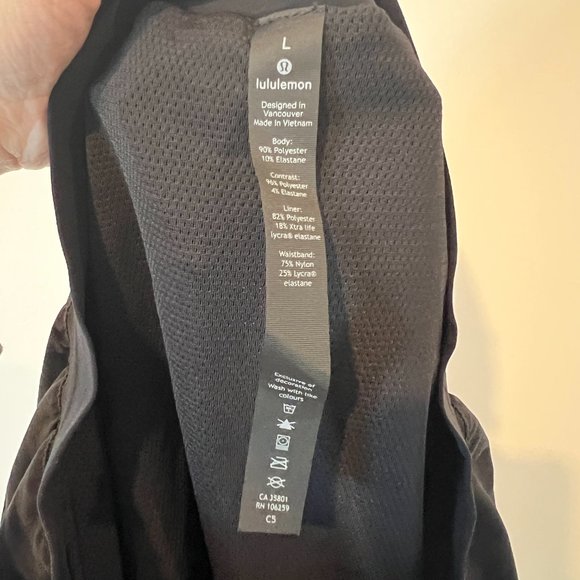 L
lululemon
Designed in
Vancouver
Made in Vietnam
Body:
90% Polyester
10% Elastane
Contrast:
96% Polyester
4% Elastane
Liner:
82% Polyester
18% Xtra life
lycra® elastane
Waistband:
75% Nylon
25% Lycra®
elastane
Exclusive of
decoration
Wash with like
colours
CA 35801
RN 106259
C5